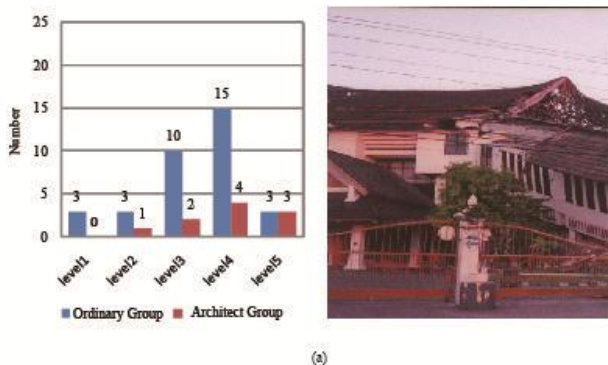 25
20
15
10
5
0
Number
3 0
3 1
10 2
15 4
3 3
level1 level2 level3 level4 level5
Ordinary Group Architect Group
(a)